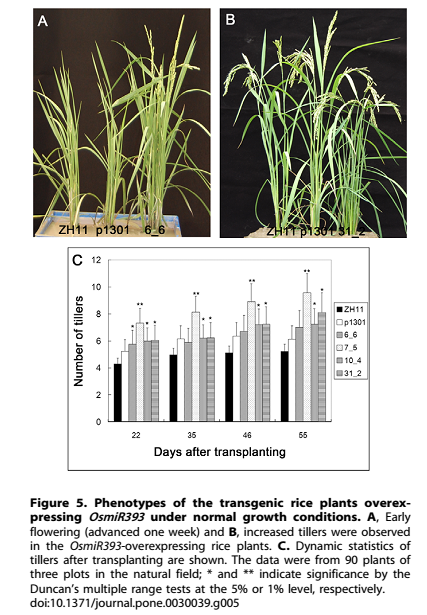 A
B
ZH11 p1301 6_6
ZH11 p1301 31_2
C
12
10
8
6
4
2
0
Number of tillers
** ** ** **
* * * * * * * * *
22 35 46 55
Days after transplanting
ZH11
p1301
6_6
7_5
10_4
31_2
Figure 5. Phenotypes of the transgenic rice plants overex-
pressing OsmiR393 under normal growth conditions. A, Early
flowering (advanced one week) and B, increased tillers were observed
in the OsmiR393-overexpressing rice plants. C. Dynamic statistics of
tillers after transplanting are shown. The data were from 90 plants of
three plots in the natural field; * and ** indicate significance by the
Duncan's multiple range tests at the 5% or 1% level, respectively.
doi:10.1371/journal.pone.0030039.g005